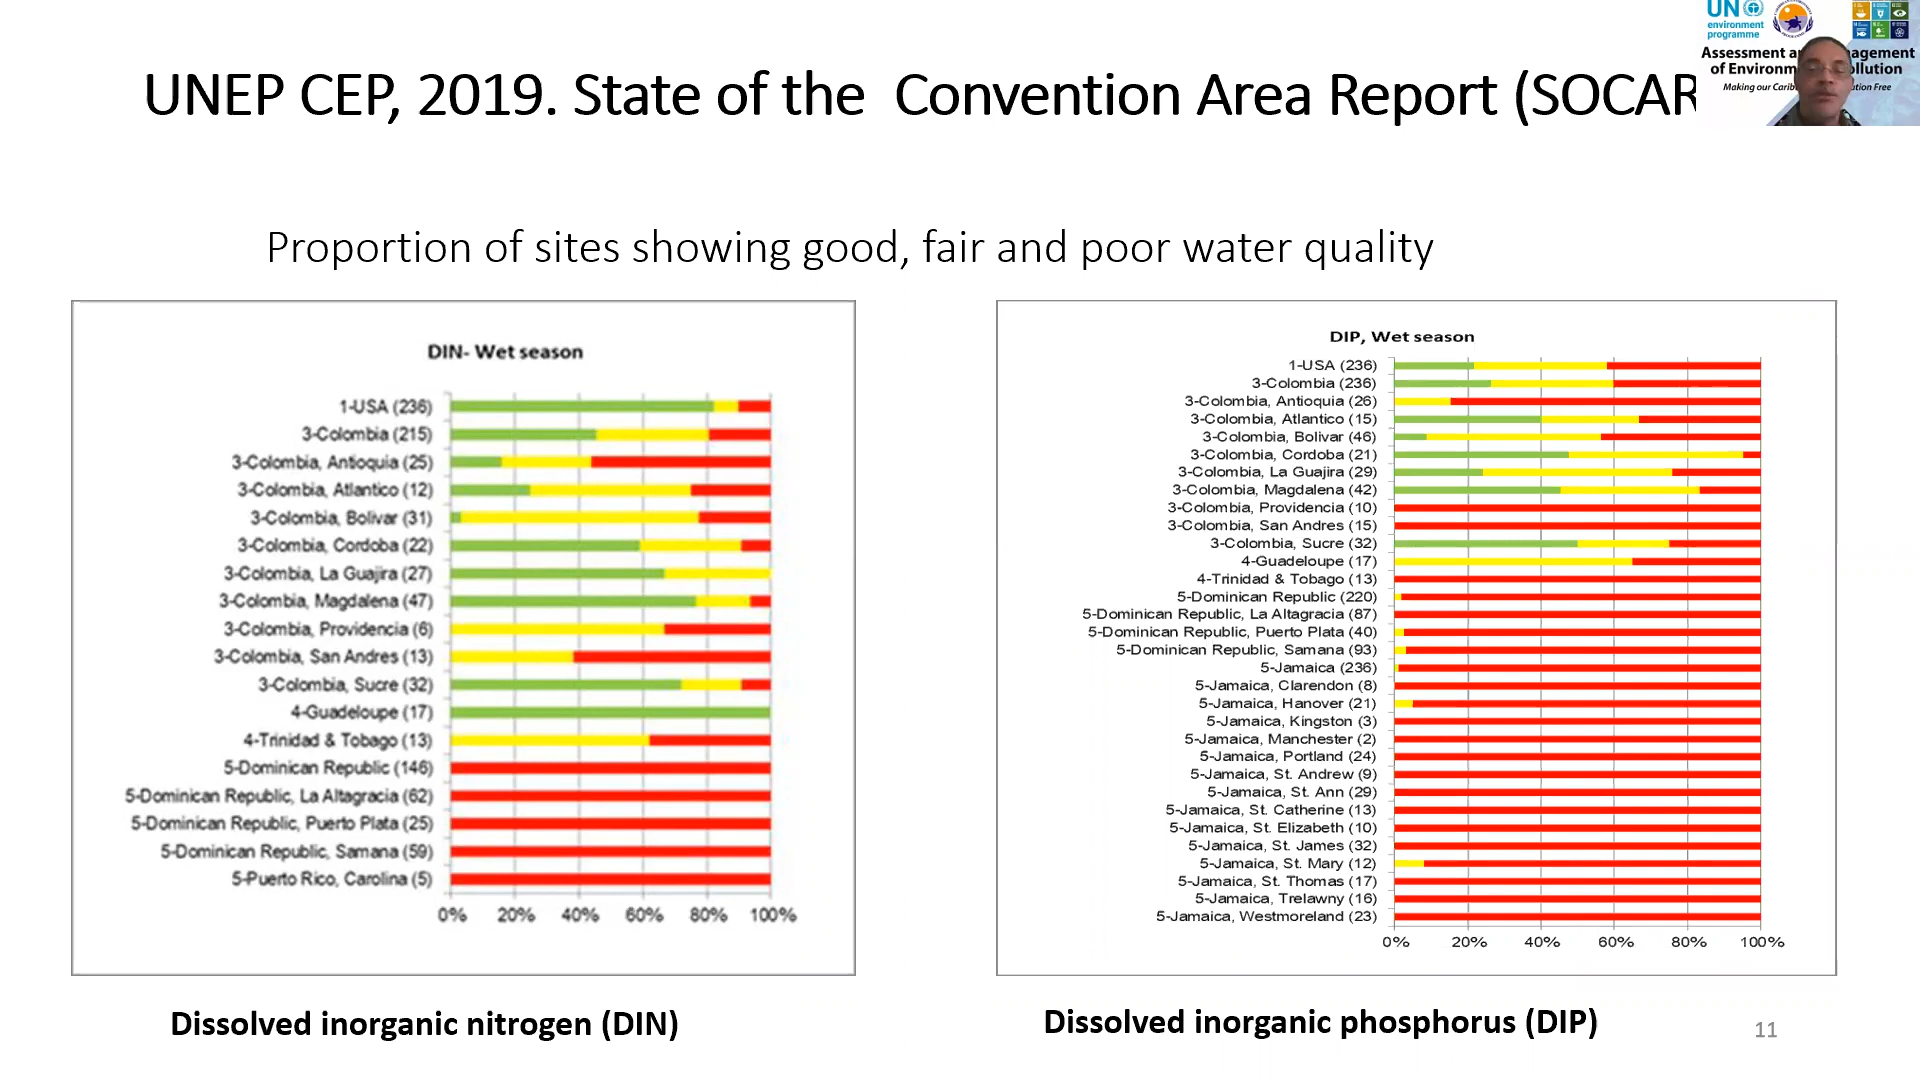 UN
environment
programme
Assessment a agement
of Environm ollution
Making our Carib ution Free
UNEP CEP, 2019. State of the Convention Area Report (SOCAR
Proportion of sites showing good, fair and poor water quality
DIN- Wet season
1-USA (236)
3-Colombia (215)
3-Colombia, Antioquia (25)
3-Colombia, Atlantico (12)
3-Colombia, Bolivar (31)
3-Colombia, Cordoba (22)
3-Colombia, La Guajira (27)
3-Colombia, Magdalena (47)
3-Colombia, Providencia (6)
3-Colombia, San Andres (13)
3-Colombia, Sucre (32)
4-Guadeloupe (17)
4-Trinidad & Tobago (13)
5-Dominican Republic (146)
5-Dominican Republic, La Altagracia (62)
5-Dominican Republic, Puerto Plata (25)
5-Dominican Republic, Samana (59)
5-Puerto Rico, Carolina (5)
0% 20% 40% 60% 80% 100%
Dissolved inorganic nitrogen (DIN)
DIP, Wet season
1-USA (236)
3-Colombia (236)
3-Colombia, Antioquia (26)
3-Colombia, Atlantico (15)
3-Colombia, Bolivar (46)
3-Colombia, Cordoba (21)
3-Colombia, La Guajira (29)
3-Colombia, Magdalena (42)
3-Colombia, Providencia (10)
3-Colombia, San Andres (15)
3-Colombia, Sucre (32)
4-Guadeloupe (17)
4-Trinidad & Tobago (13)
5-Dominican Republic (220)
5-Dominican Republic, La Altagracia (87)
5-Dominican Republic, Puerto Plata (40)
5-Dominican Republic, Samana (93)
5-Jamaica (236)
5-Jamaica, Clarendon (8)
5-Jamaica, Hanover (21)
5-Jamaica, Kingston (3)
5-Jamaica, Manchester (2)
5-Jamaica, Portland (24)
5-Jamaica, St. Andrew (9)
5-Jamaica, St. Ann (29)
5-Jamaica, St. Catherine (13)
5-Jamaica, St. Elizabeth (10)
5-Jamaica, St. James (32)
5-Jamaica, St. Mary (12)
5-Jamaica, St. Thomas (17)
5-Jamaica, Trelawny (16)
5-Jamaica, Westmoreland (23)
0% 20% 40% 60% 80% 100%
Dissolved inorganic phosphorus (DIP)
11